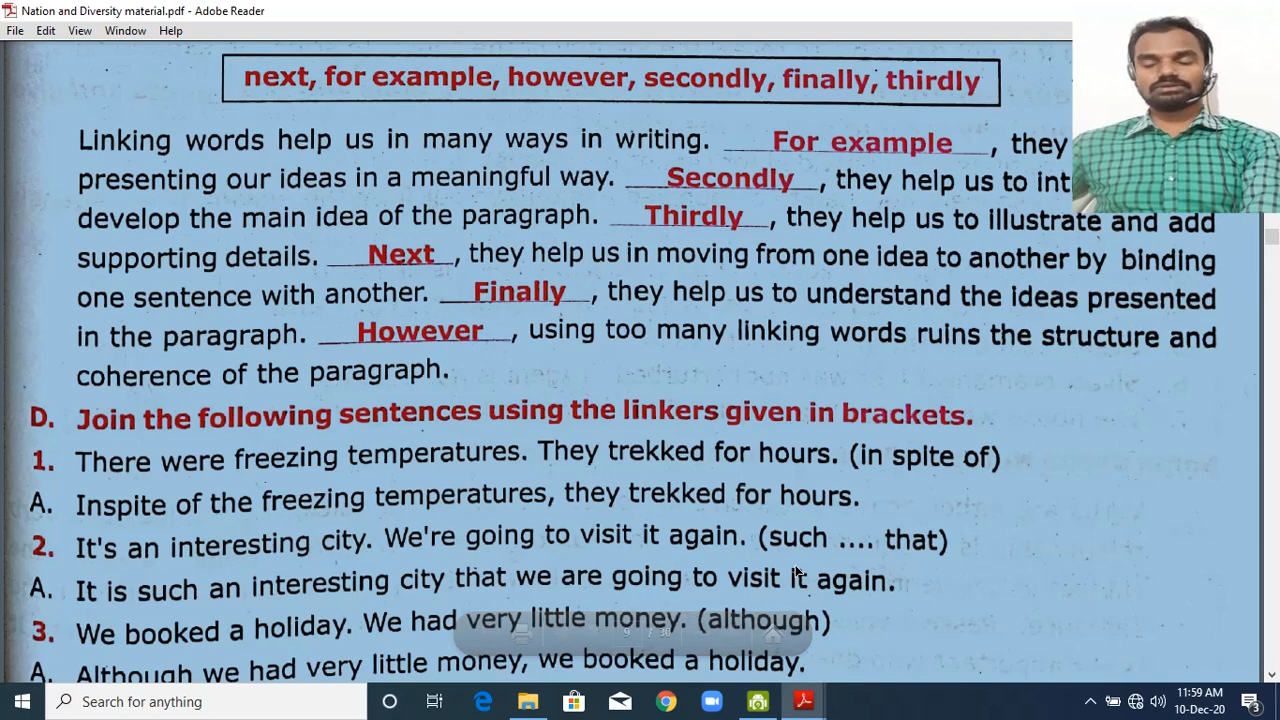 Nation and Diversity material.pdf - Adobe Reader
File Edit View Window Help
next, for example, however, secondly, finally, thirdly
Linking words help us in many ways in writing. For example, they
presenting our ideas in a meaningful way. Secondly, they help us to
develop the main idea of the paragraph. Thirdly, they help us to illustrate and add
supporting details. Next, they help us in moving from one idea to another by binding
one sentence with another. Finally, they help us to understand the ideas presented
in the paragraph. However, using too many linking words ruins the structure and
coherence of the paragraph.
D. Join the following sentences using the linkers given in brackets.
1. There were freezing temperatures. They trekked for hours. (in spite of)
A. Inspite of the freezing temperatures, they trekked for hours.
2. It's an interesting city. We're going to visit it again. (such .... that)
A. It is such an interesting city that we are going to visit it again.
3. We booked a holiday. We had very little money. (although)
9 / 30
A. Although we had very little money, we booked a holiday.
Search for anything
11:59 AM
10-Dec-20
3